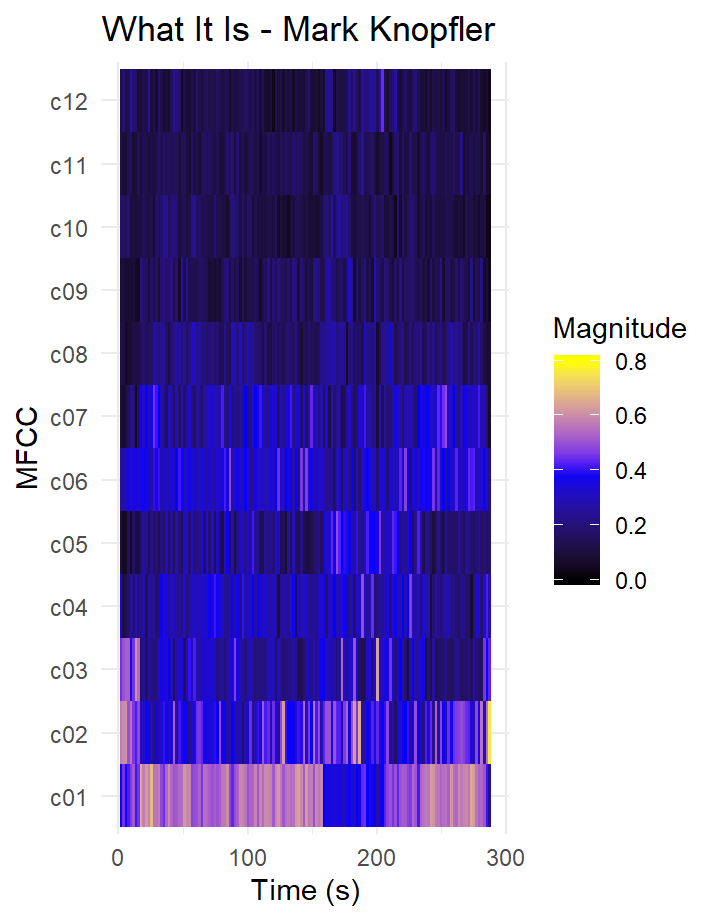 What It Is - Mark Knopfler
c12
c11
c10
c09
c08
c07
c06
c05
c04
c03
c02
c01
MFCC
0 100 200 300
Time (s)
Magnitude
0.8
0.6
0.4
0.2
0.0